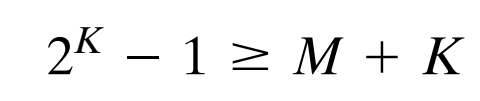 2^K − 1 ≥ M + K